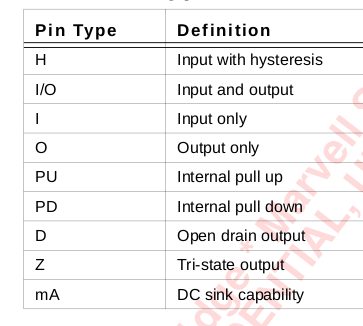 Pin Type Definition
H Input with hysteresis
I/O Input and output
I Input only
O Output only
PU Internal pull up
PD Internal pull down
D Open drain output
Z Tri-state output
mA DC sink capability
* Marvell